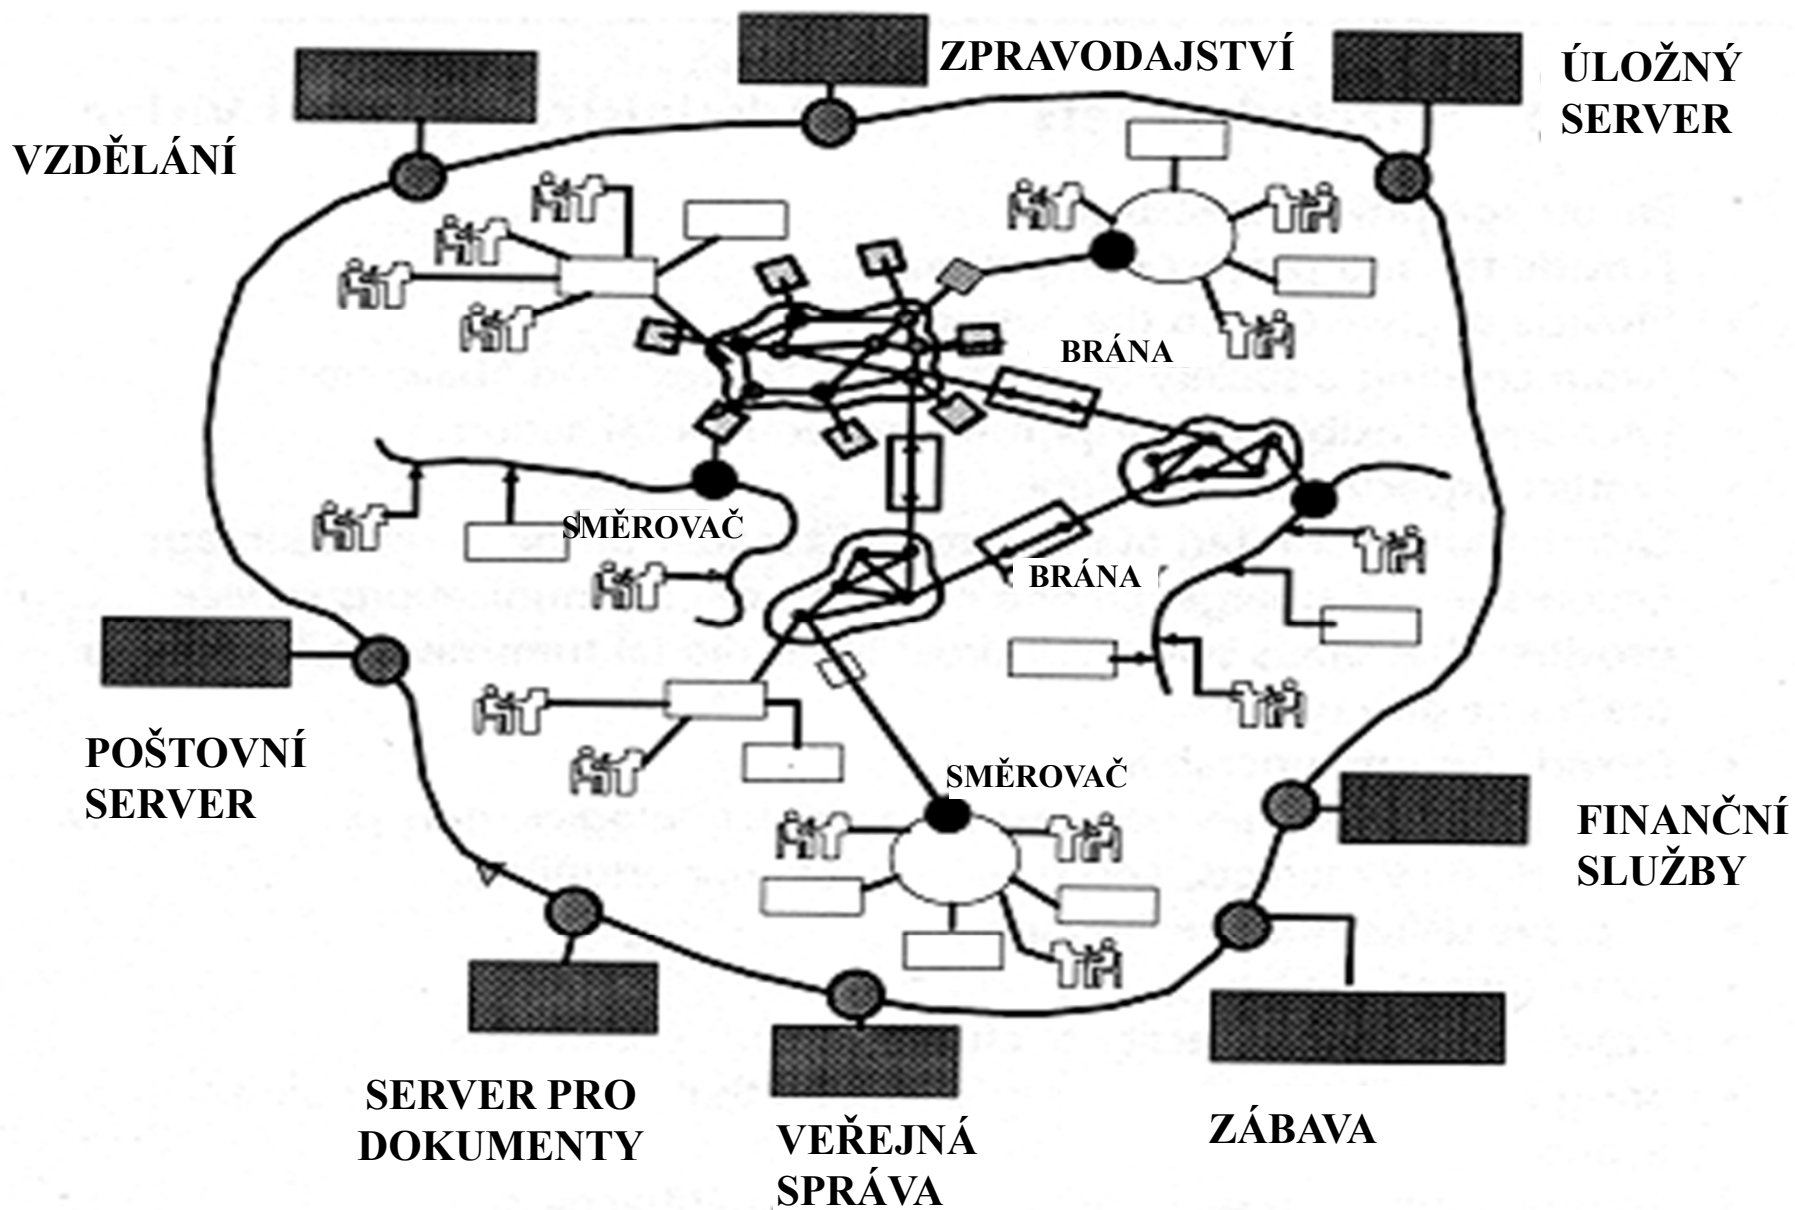 ZPRAVODAJSTVÍ
ÚLOŽNÝ
SERVER
VZDĚLÁNÍ
BRÁNA
SMĚROVAČ
BRÁNA
POŠTOVNÍ
SERVER
SMĚROVAČ
FINANČNÍ
SLUŽBY
SERVER PRO
DOKUMENTY
VEŘEJNÁ
SPRÁVA
ZÁBAVA